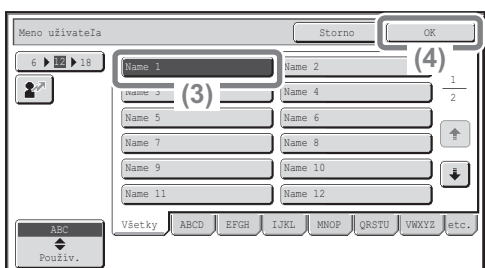 Meno užívateľa Storno OK
6 12 18 Name 1 Name 2 (4) 1
Name 3 (3) Name 4 2
Name 5 Name 6
Name 7 Name 8
Name 9 Name 10
Name 11 Name 12
ABC Všetky ABCD EFGH IJKL MNOP QRSTU VWXYZ etc.
Použív.